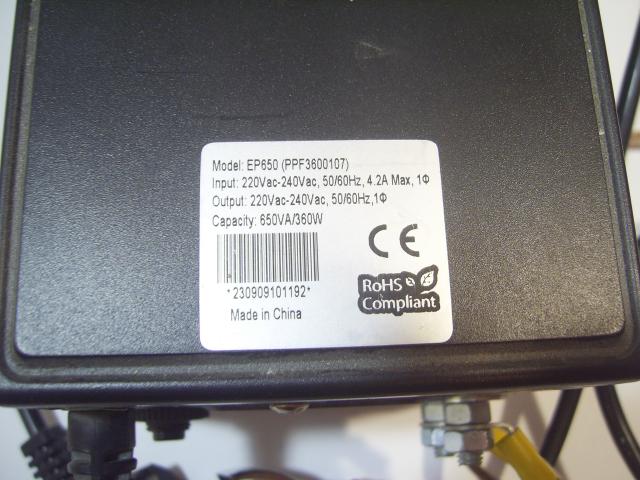 Model: EP650 (PPF3600107)
Input: 220Vac-240Vac, 50/60Hz, 4.2A Max, 1Φ
Output: 220Vac-240Vac, 50/60Hz,1Φ
Capacity: 650VA/360W
CE
*230909101192*
RoHS
Compliant
Made in China